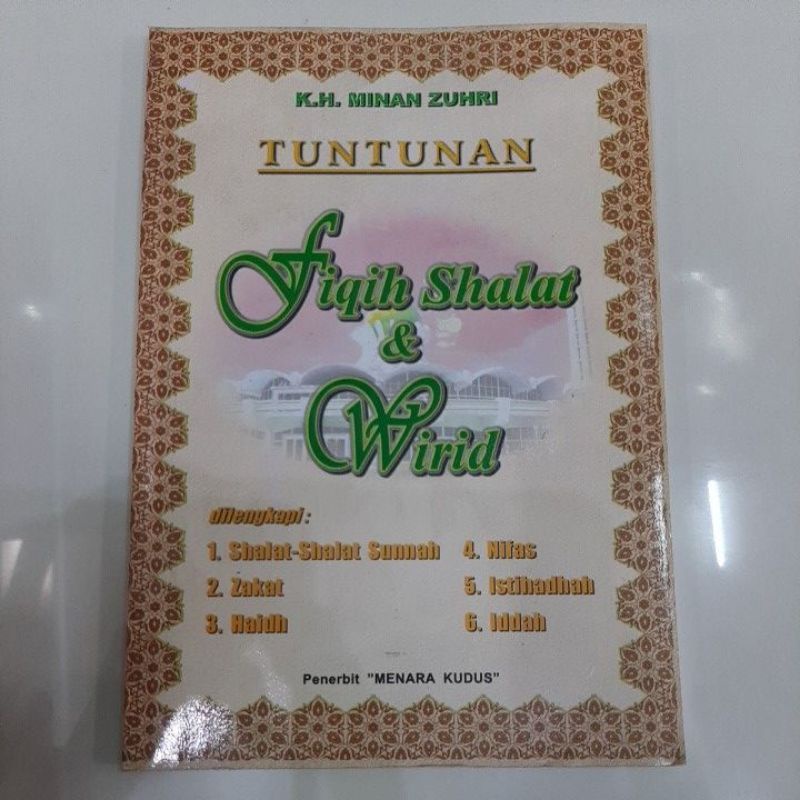 K.H. MINAN ZUHRI
TUNTUNAN
Fiqih Shalat
&
Wirid
dilengkapi:
1. Shalat-Shalat Sunnah
2. Zakat
3. Haidh
4. Nifas
5. Istihadhah
6. Iddah
Penerbit "MENARA KUDUS"